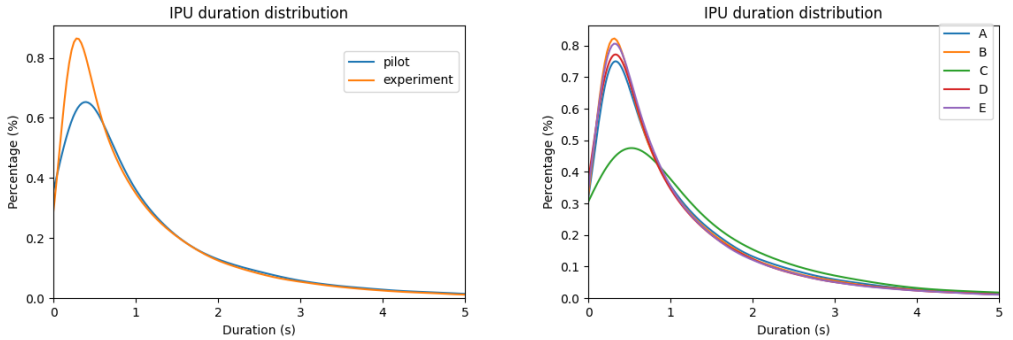 IPU duration distribution
Percentage (%)
0.8
0.6
0.4
0.2
0.0
0
1
2
3
4
5
Duration (s)
pilot
experiment
IPU duration distribution
Percentage (%)
0.8
0.7
0.6
0.5
0.4
0.3
0.2
0.1
0.0
0
1
2
3
4
5
Duration (s)
A
B
C
D
E